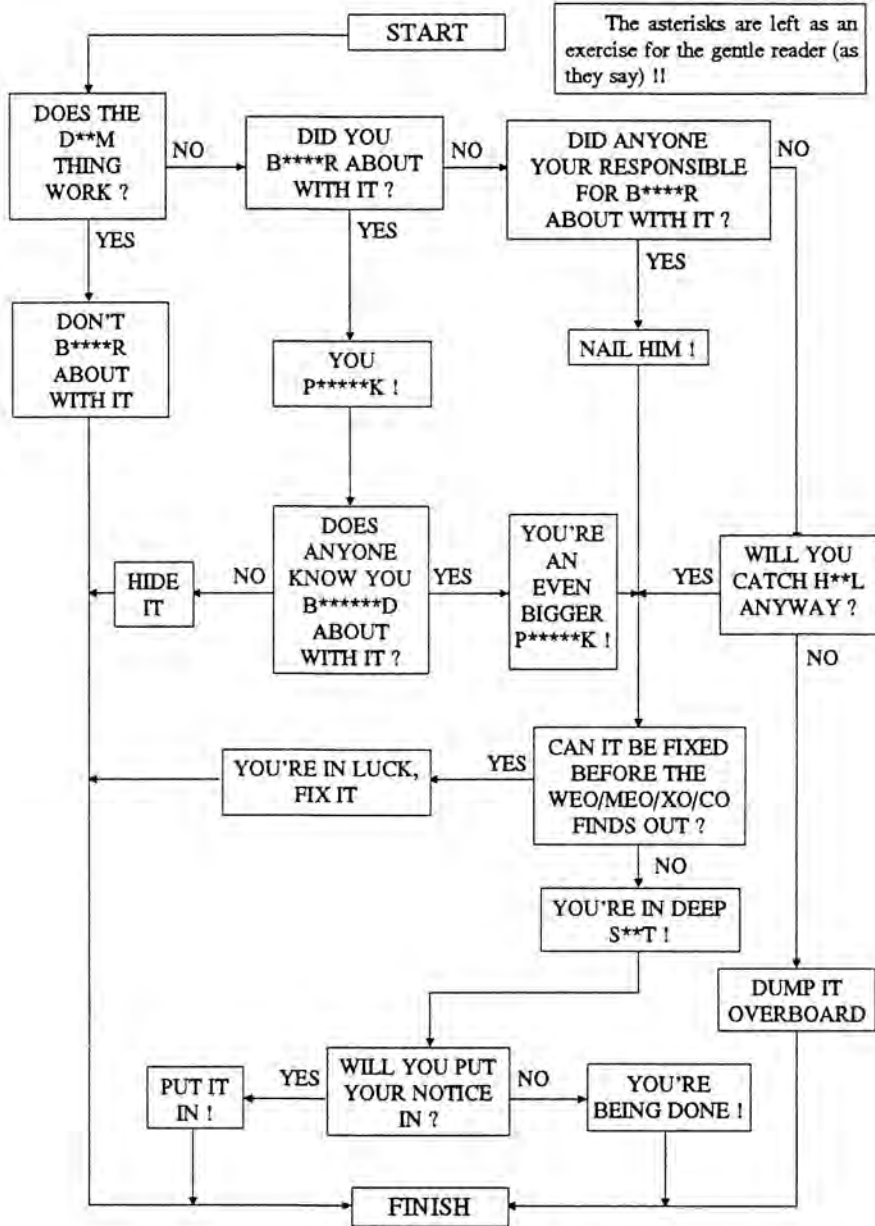 START
The asterisks are left as an
exercise for the gentle reader (as
they say) !!
DOES THE
D**M
THING
WORK ?
NO
DID YOU
B****R ABOUT
WITH IT ?
NO
DID ANYONE
YOUR RESPONSIBLE
FOR B****R
ABOUT WITH IT ?
NO
YES
YES
YES
DON'T
B****R
ABOUT
WITH IT
YOU
P*****K !
NAIL HIM !
HIDE
IT
NO
DOES
ANYONE
KNOW YOU
B******D
ABOUT
WITH IT ?
YES
YOU'RE
AN
EVEN
BIGGER
P*****K !
YES
WILL YOU
CATCH H**L
ANYWAY ?
NO
YOU'RE IN LUCK,
FIX IT
YES
CAN IT BE FIXED
BEFORE THE
WEO/MEO/XO/CO
FINDS OUT ?
NO
YOU'RE IN DEEP
S**T !
DUMP IT
OVERBOARD
PUT IT
IN !
YES
WILL YOU PUT
YOUR NOTICE
IN ?
NO
YOU'RE
BEING DONE !
FINISH